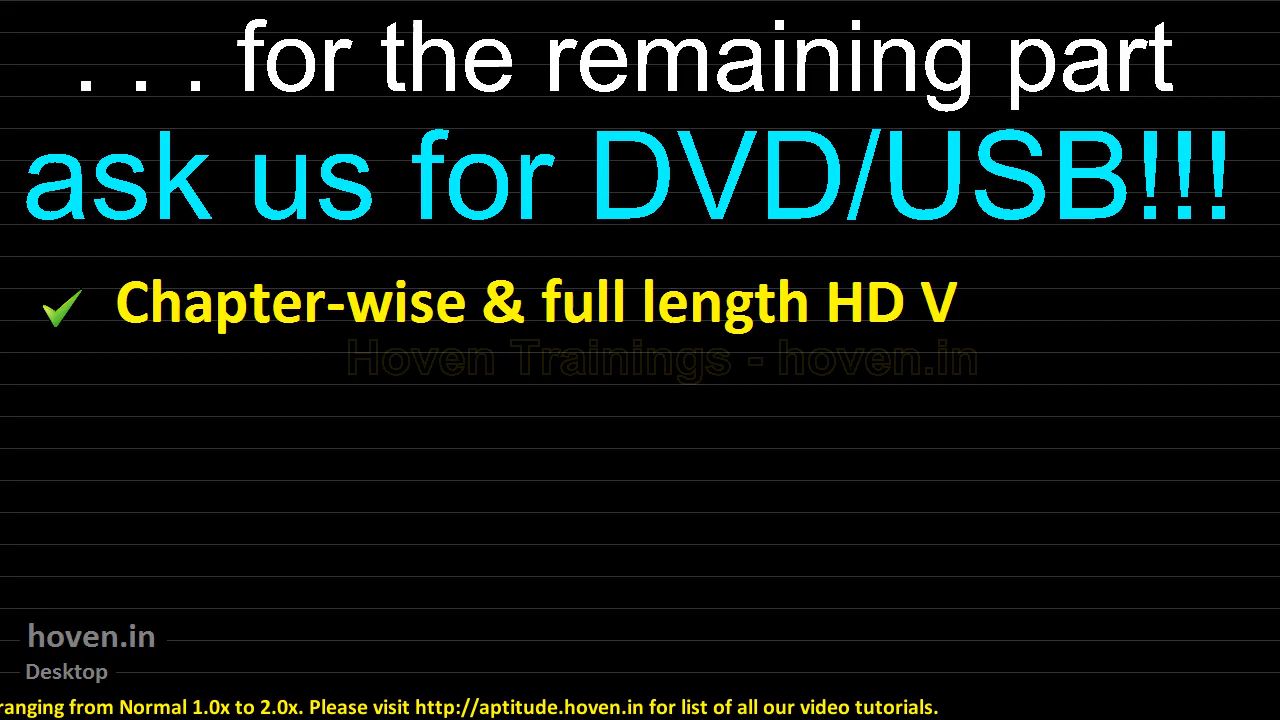 . . . for the remaining part
ask us for DVD/USB!!!
Chapter-wise & full length HD V
Hoven Trainings - hoven.in
hoven.in
Desktop
ranging from Normal 1.0x to 2.0x. Please visit http://aptitude.hoven.in for list of all our video tutorials.